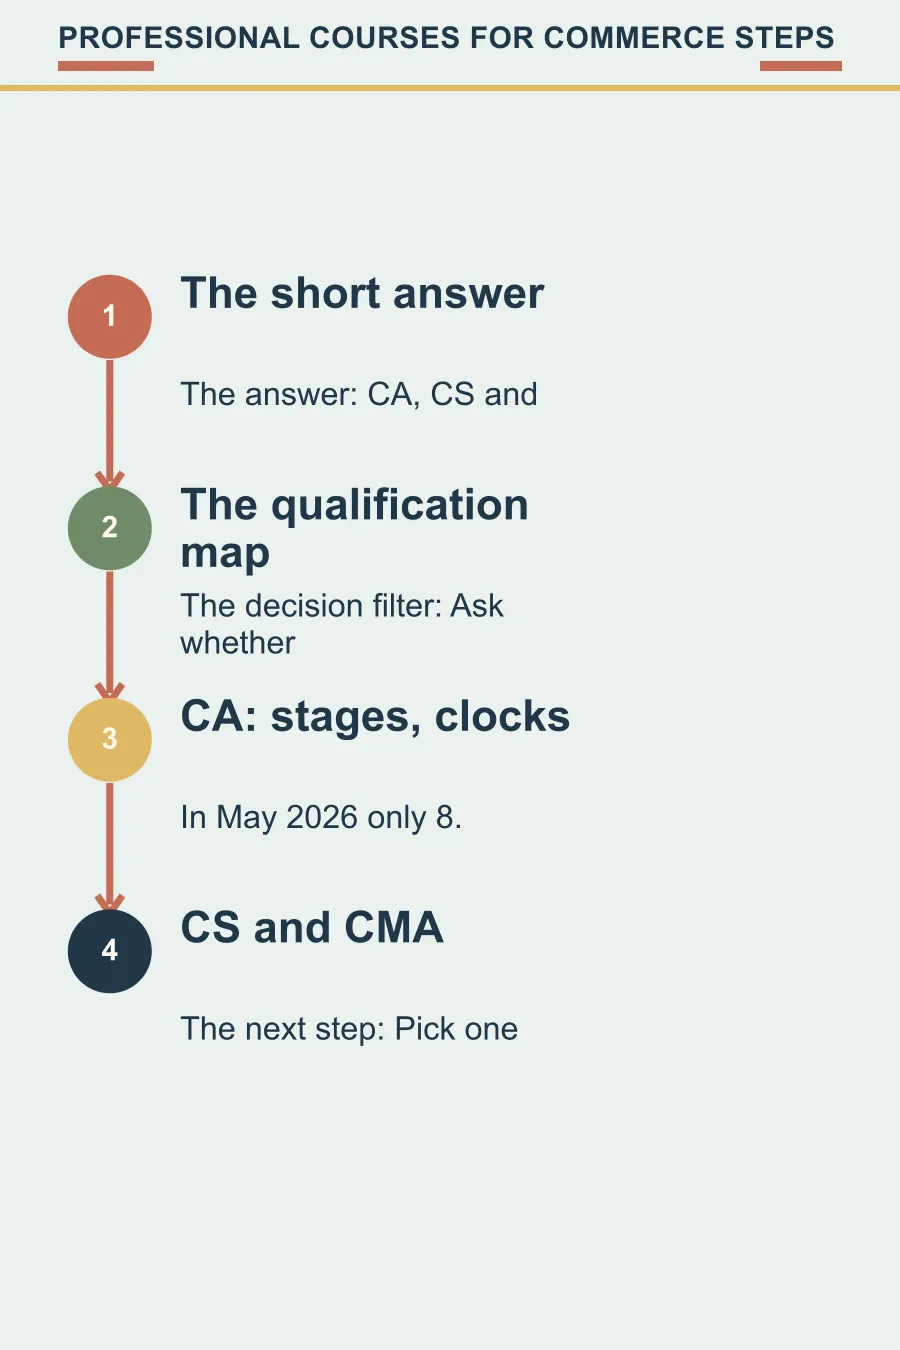 PROFESSIONAL COURSES FOR COMMERCE STEPS
1
The short answer
The answer: CA, CS and
2
The qualification
map
The decision filter: Ask
whether
3
CA: stages, clocks
In May 2026 only 8.
4
CS and CMA
The next step: Pick one